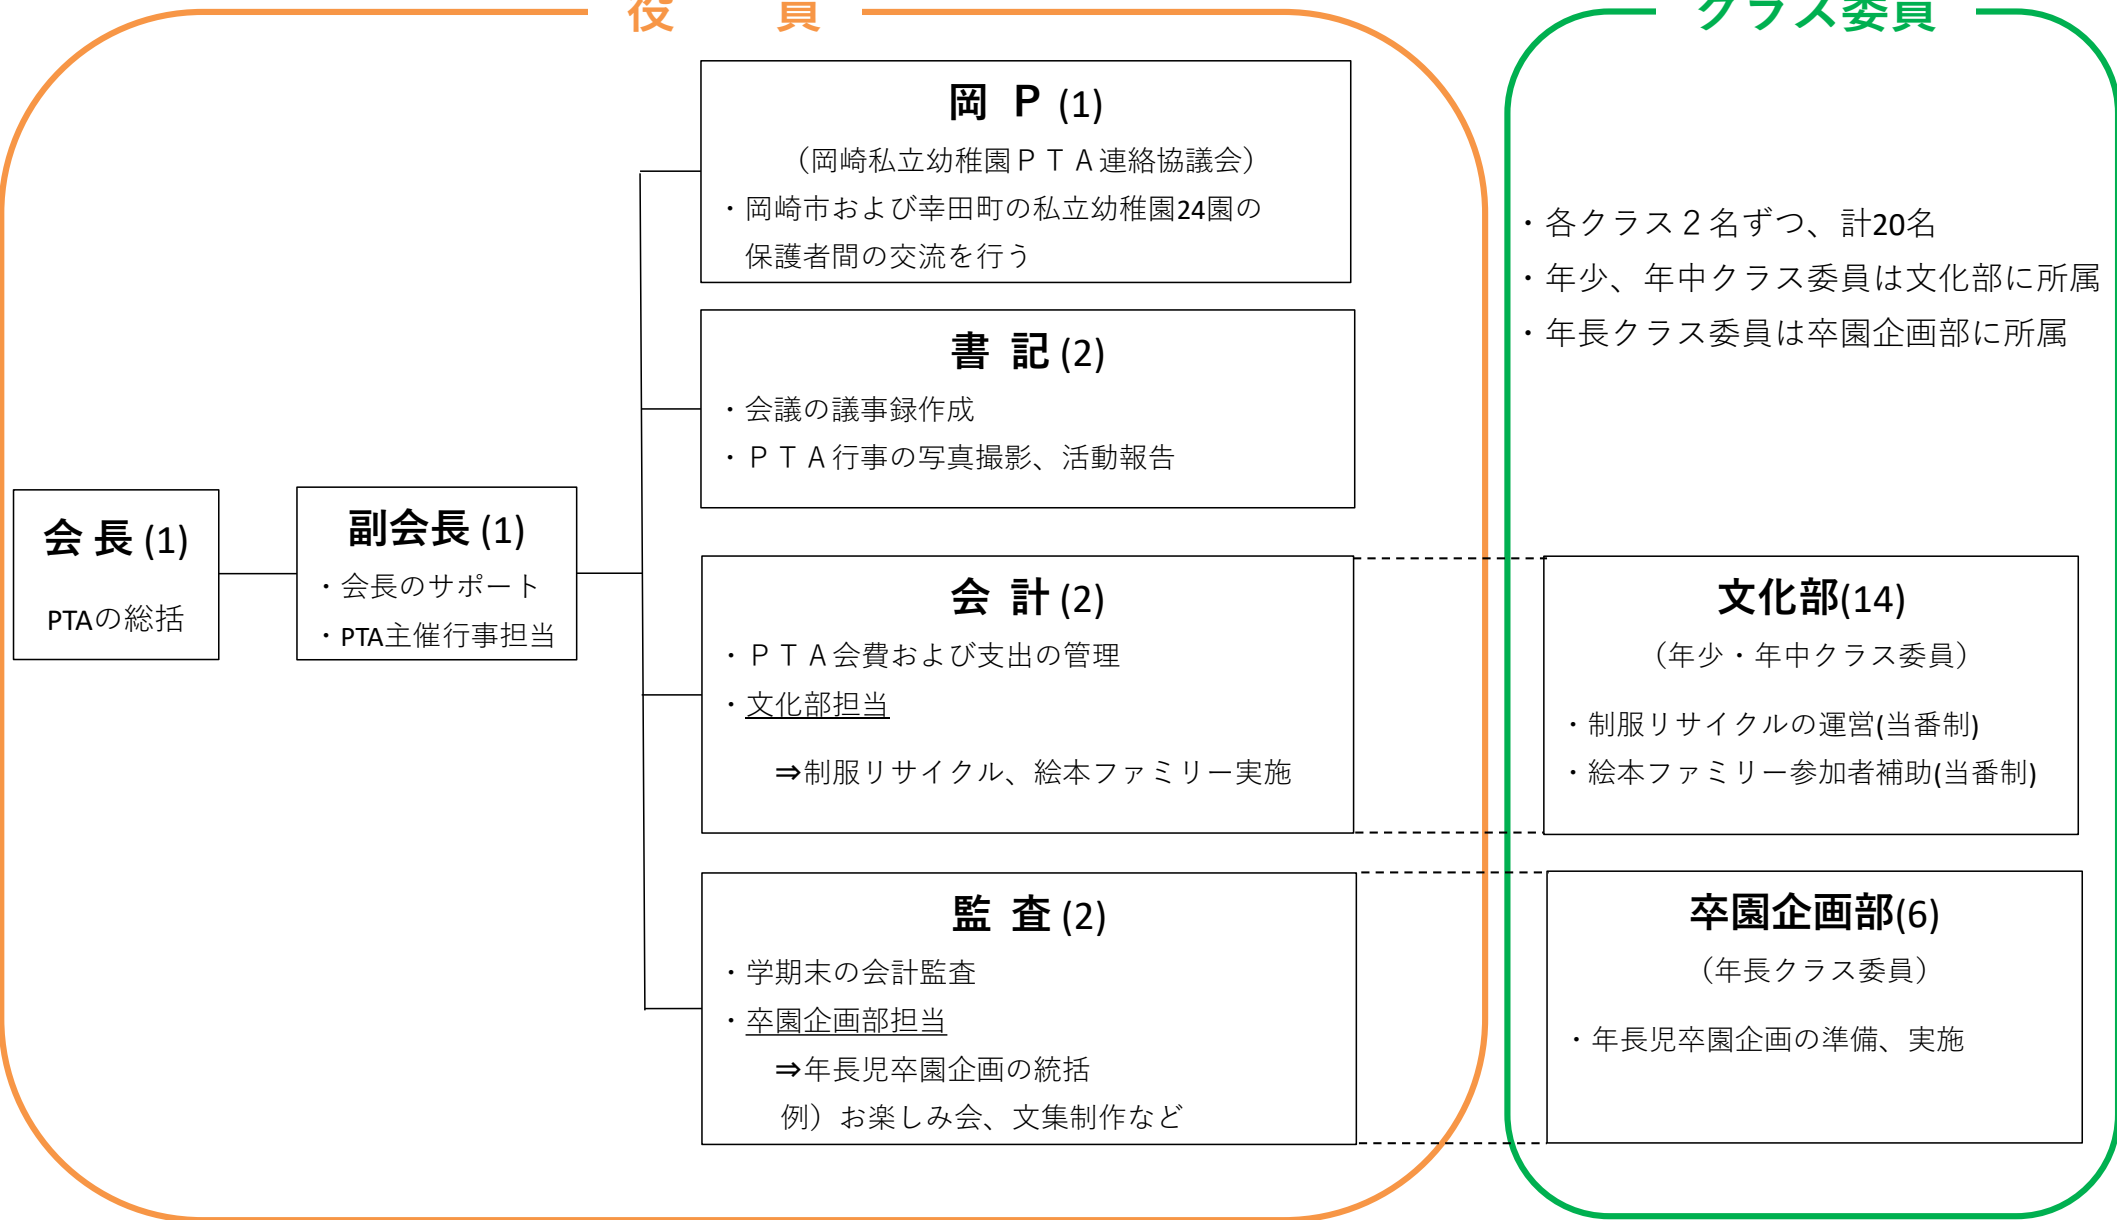 役　　員
クラス委員
会 長 (1)
PTAの総括
副会長 (1)
・会長のサポート
・PTA主催行事担当
岡 P (1)
（岡崎私立幼稚園ＰＴＡ連絡協議会）
・岡崎市および幸田町の私立幼稚園24園の
保護者間の交流を行う
書 記 (2)
・会議の議事録作成
・ＰＴＡ行事の写真撮影、活動報告
会 計 (2)
・ＰＴＡ会費および支出の管理
・文化部担当
⇒制服リサイクル、絵本ファミリー実施
監 査 (2)
・学期末の会計監査
・卒園企画部担当
⇒年長児卒園企画の統括
例）お楽しみ会、文集制作など
・各クラス２名ずつ、計20名
・年少、年中クラス委員は文化部に所属
・年長クラス委員は卒園企画部に所属
文化部(14)
（年少・年中クラス委員）
・制服リサイクルの運営(当番制)
・絵本ファミリー参加者補助(当番制)
卒園企画部(6)
（年長クラス委員）
・年長児卒園企画の準備、実施